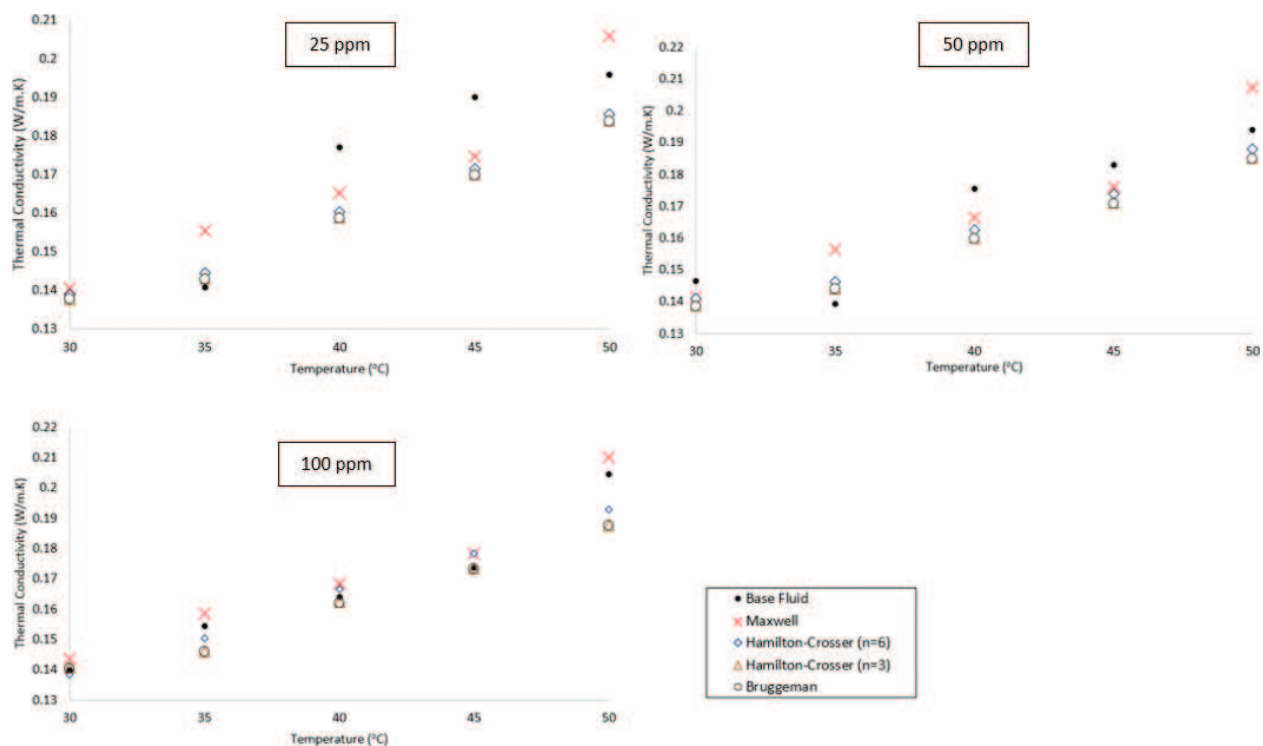 25 ppm
Thermal Conductivity (W/m.K)
0.21
0.2
0.19
0.18
0.17
0.16
0.15
0.14
0.13
30 35 40 45 50
Temperature (°C)
50 ppm
Thermal Conductivity (W/m.K)
0.22
0.21
0.2
0.19
0.18
0.17
0.16
0.15
0.14
0.13
30 35 40 45 50
Temperature (°C)
100 ppm
Thermal Conductivity (W/m.K)
0.22
0.21
0.2
0.19
0.18
0.17
0.16
0.15
0.14
0.13
30 35 40 45 50
Temperature (°C)
Base Fluid
Maxwell
Hamilton-Crosser (n=6)
Hamilton-Crosser (n=3)
Bruggeman